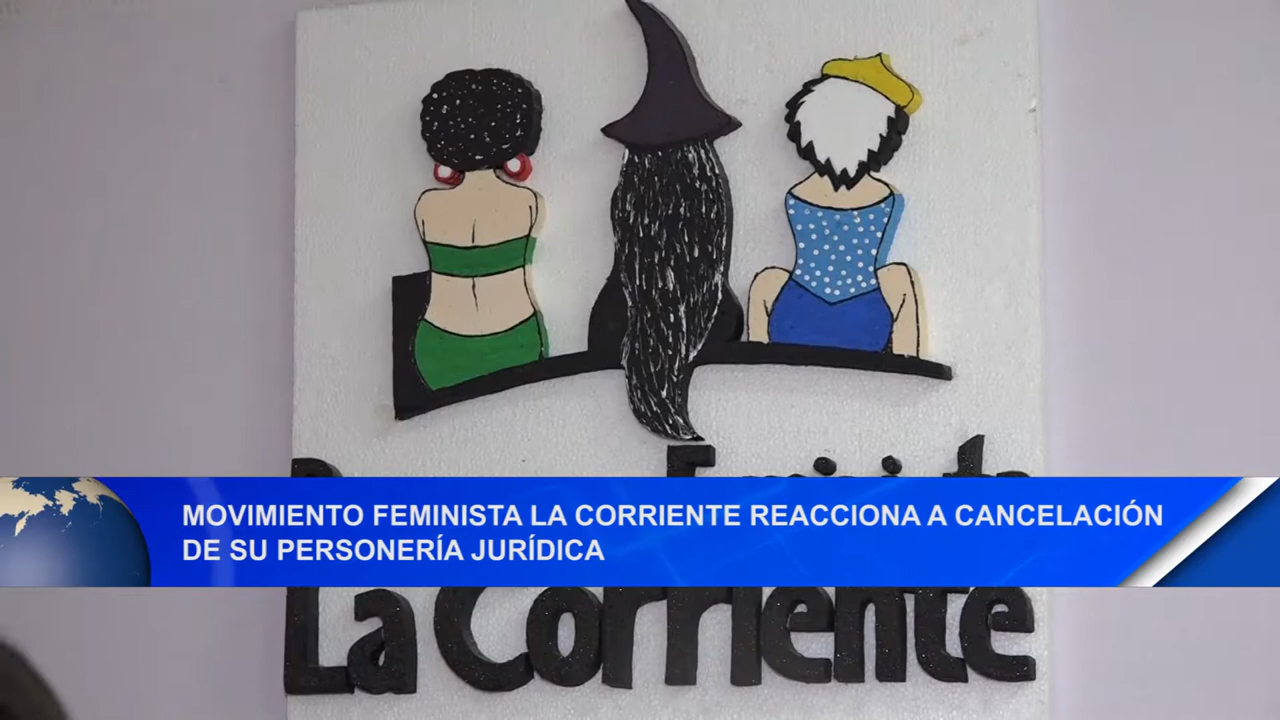 MOVIMIENTO FEMINISTA LA CORRIENTE REACCIONA A CANCELACIÓN
DE SU PERSONERÍA JURÍDICA
La Corriente